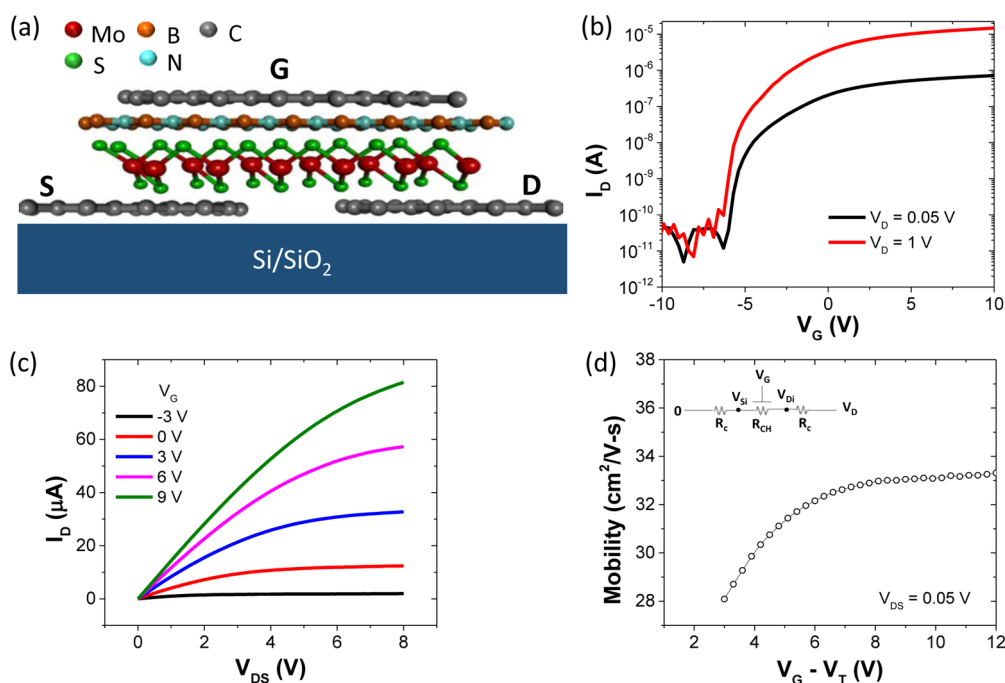 (a)
Mo B C
S N
G
S D
Si/SiO₂
(b)
10⁻⁵
10⁻⁶
10⁻⁷
10⁻⁸
10⁻⁹
10⁻¹⁰
10⁻¹¹
10⁻¹²
I_D (A)
V_D = 0.05 V
V_D = 1 V
-10 -5 0 5 10
V_G (V)
(c)
80
60
40
20
0
I_D (μA)
V_G
-3 V
0 V
3 V
6 V
9 V
0 2 4 6 8
V_DS (V)
(d)
38
36
34
32
30
28
Mobility (cm²/V-s)
V_G
V_Si V_Di
0 V_D
R_c R_CH R_c
V_DS = 0.05 V
2 4 6 8 10 12
V_G - V_T (V)